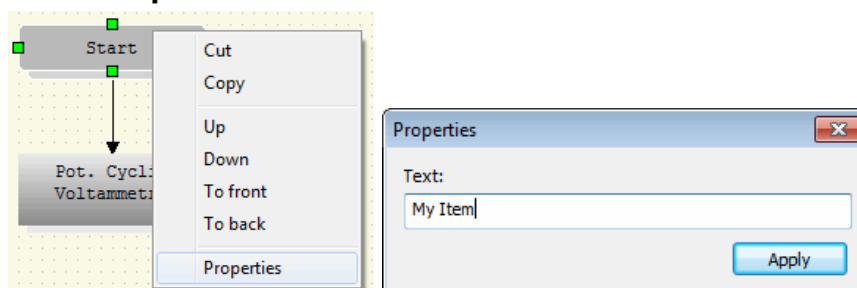 Start
Pot. Cycli
Voltammetr
Cut
Copy
Up
Down
To front
To back
Properties
Properties
Text:
My Item
Apply